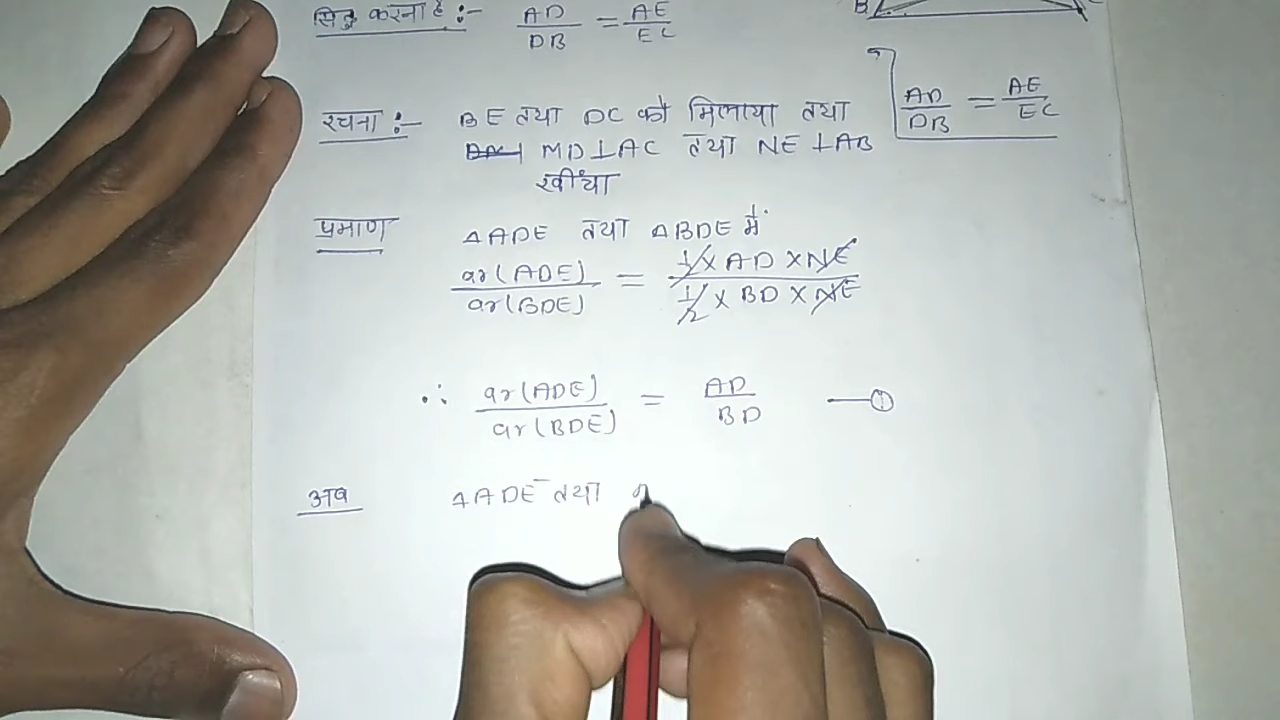 B
सिद्ध करना है :- AD/DB = AE/EC
रचना :- BE तथा DC को मिलाया तथा
MD⊥AC तथा NE⊥AB
खींचा
AD/DB = AE/EC
प्रमाण ΔADE तथा ΔBDE में
ar(ADE)/ar(BDE) = 1/2 × AD × NE / 1/2 × BD × NE
∴ ar(ADE)/ar(BDE) = AD/BD —①
अब ΔADE तथा